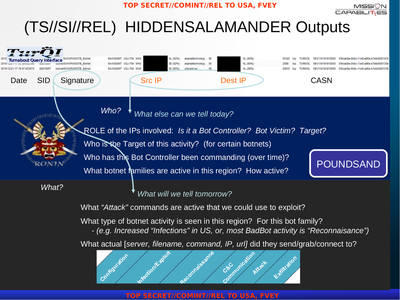 TOP SECRET//COMINT//REL TO USA, FVEY
MISSION
CAPABILITIES
(TS//SI//REL) HIDDENSALAMANDER Outputs
TurQI
Turnabout Query Interface
Date SID Signature Src IP Dest IP CASN
Who? What else can we tell today?
ROLE of the IPs involved: Is it a Bot Controller? Bot Victim? Target?
Who is the Target of this activity? (for certain botnets)
Who has this Bot Controller been commanding (over time)?
What botnet families are active in this region? How active?
RONIN
POUNDSAND
What?
What will we tell tomorrow?
What "Attack" commands are active that we could use to exploit?
What type of botnet activity is seen in this region? For this bot family?
- (e.g. Increased "Infections" in US, or, most BadBot activity is "Reconnaisance")
What actual [server, filename, command, IP, url] did they send/grab/connect to?
Configuration
Infection/Exploit
Reconnaissance
C&C
Communication
Attack
Exfiltration
TOP SECRET//COMINT//REL TO USA, FVEY